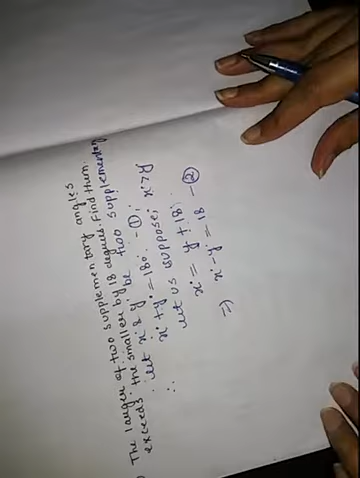 The larger of two supplementary angles
exceeds the smaller by 18 degrees. Find them.
Let x° & y° be two supplementary
∴ x° + y° = 180° - ①;
Let us suppose; x° > y°
x° = y° + 18°
⇒ x° - y° = 18 - ②